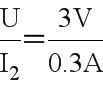 U/I₂ = 3V/0.3A